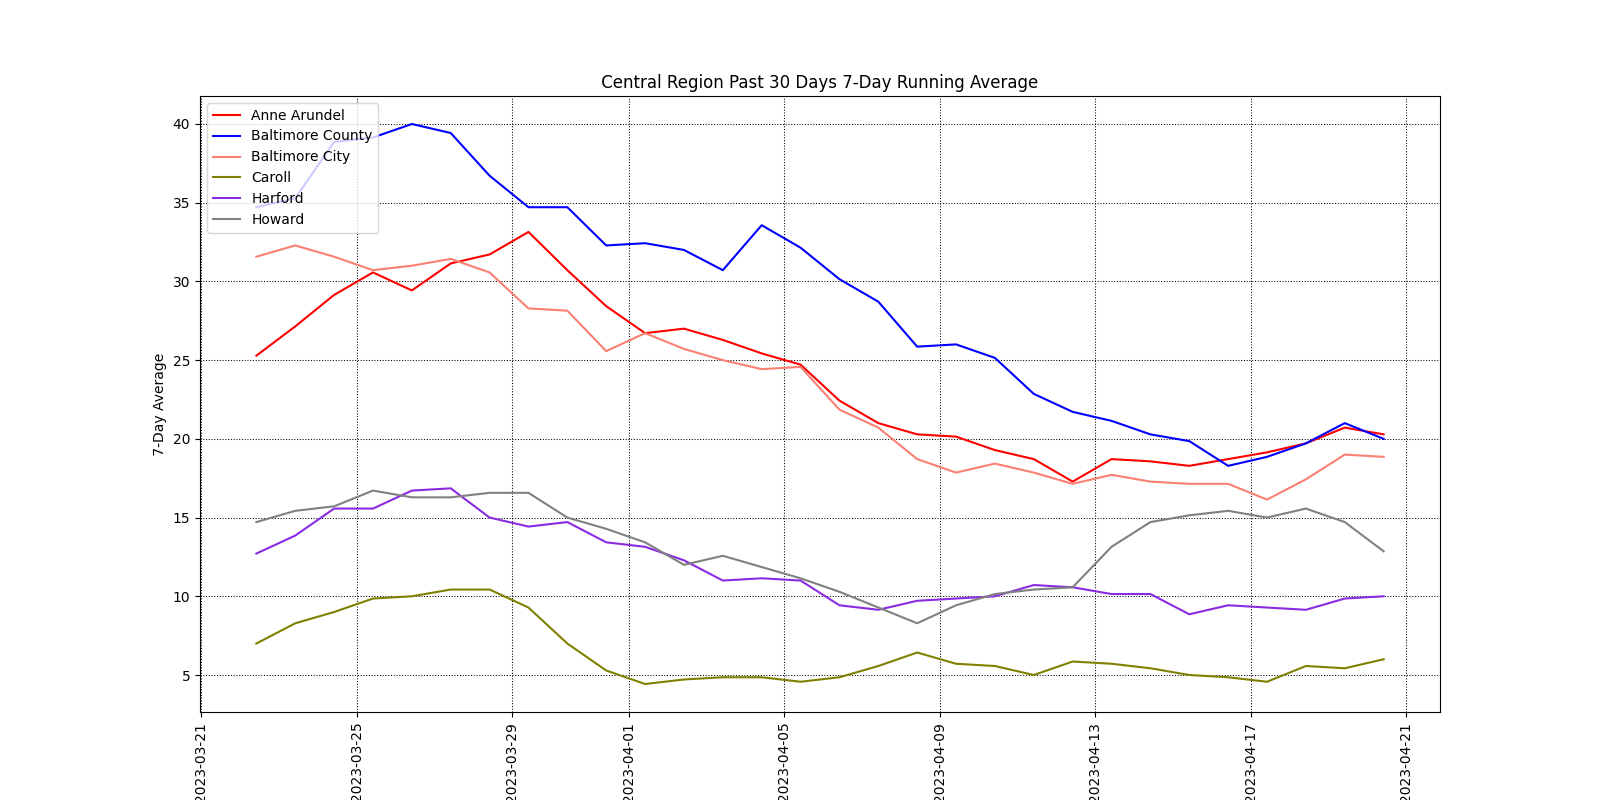 Central Region Past 30 Days 7-Day Running Average
Anne Arundel
Baltimore County
Baltimore City
Caroll
Harford
Howard
7-Day Average
40
35
30
25
20
15
10
5
2023-03-21
2023-03-25
2023-03-29
2023-04-01
2023-04-05
2023-04-09
2023-04-13
2023-04-17
2023-04-21